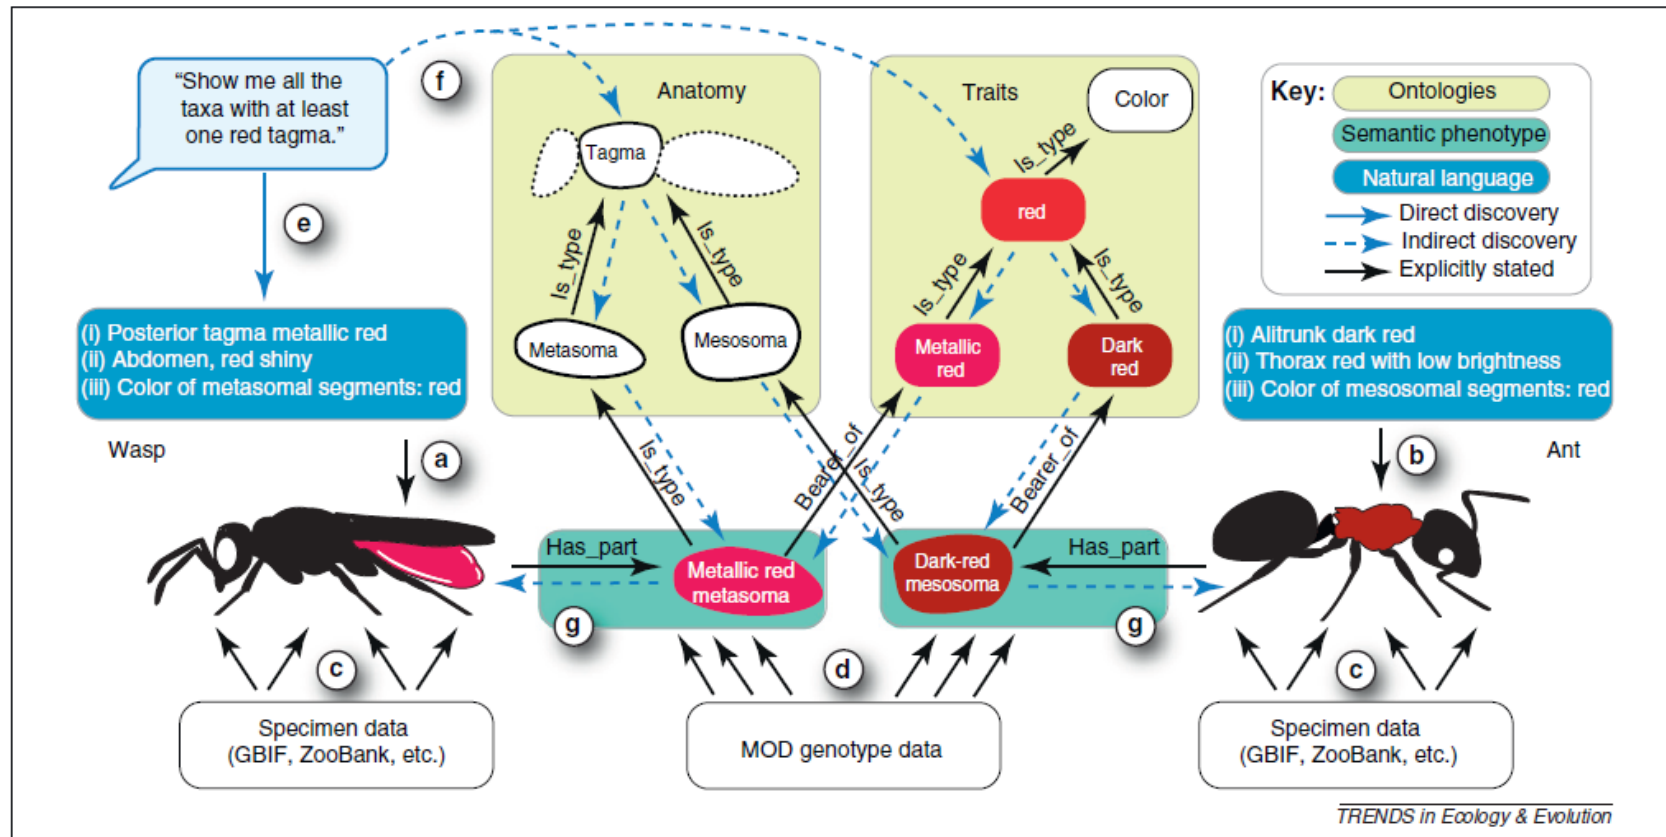 “Show me all the
taxa with at least
one red tagma.”
f
e
Anatomy
Tagma
Is_type
Is_type
Metasoma
Mesosoma
Traits
Color
Is_type
red
Is_type
Is_type
Metallic
red
Dark
red
Key:
Ontologies
Semantic phenotype
Natural language
Direct discovery
Indirect discovery
Explicitly stated
(i) Posterior tagma metallic red
(ii) Abdomen, red shiny
(iii) Color of metasomal segments: red
(i) Alitrunk dark red
(ii) Thorax red with low brightness
(iii) Color of mesosomal segments: red
Wasp
a
Is_type
Bearer_of
Is_type
Bearer_of
b
Ant
Has_part
Metallic red
metasoma
g
Dark-red
mesosoma
Has_part
g
c
d
c
Specimen data
(GBIF, ZooBank, etc.)
MOD genotype data
Specimen data
(GBIF, ZooBank, etc.)
TRENDS in Ecology & Evolution